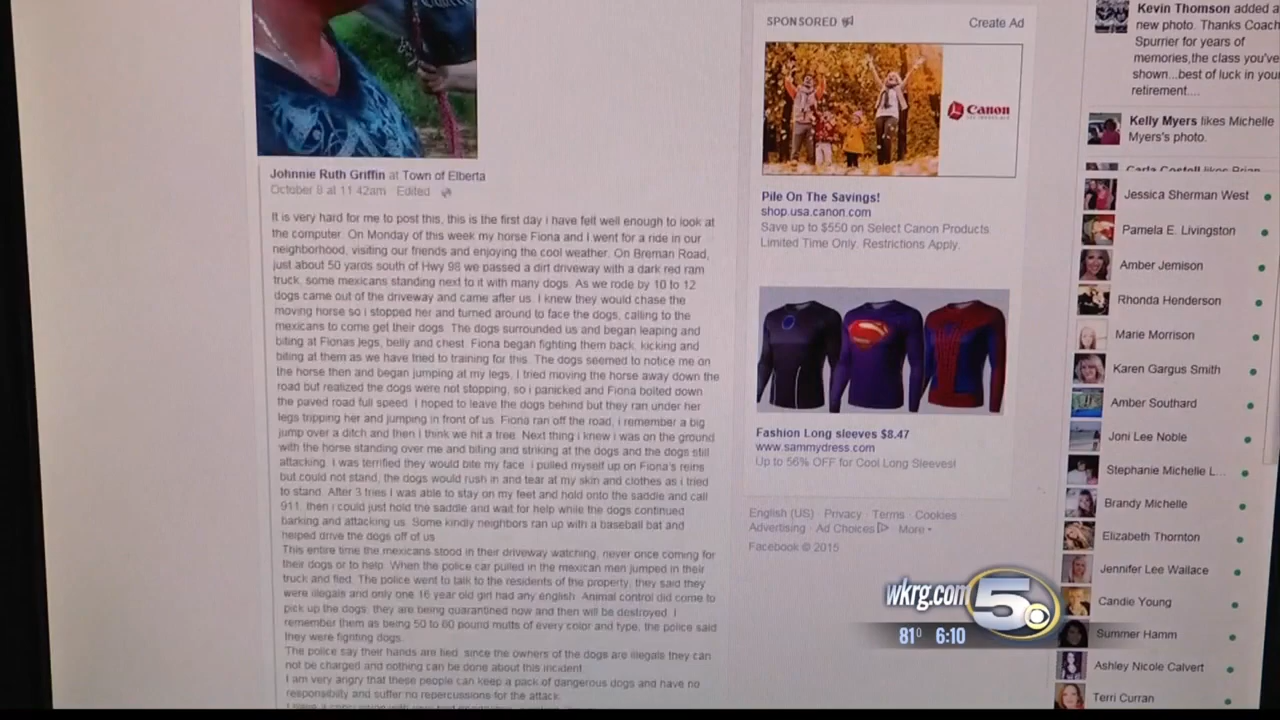 Johnnie Ruth Griffin at Town of Elberta
October 8 at 11:42am · Edited ·
It is very hard for me to post this, this is the first day i have felt well enough to look at
the computer. On Monday of this week my horse Fiona and I went for a ride in our
neighborhood, visiting our friends and enjoying the cool weather. On Breman Road,
just about 50 yards south of Hwy 98 we passed a dirt driveway with a dark red ram
truck, some mexicans standing next to it with many dogs. As we rode by 10 to 12
dogs came out of the driveway and came after us. I knew they would chase the
moving horse so i stopped her and turned around to face the dogs, calling to the
mexicans to come get their dogs. The dogs surrounded us and began leaping and
biting at Fionas legs, belly and chest. Fiona began fighting them back, kicking and
biting at them as we have tried to training for this. The dogs seemed to notice me on
the horse then and began jumping at my legs, I tried moving the horse away down the
road but realized the dogs were not stopping, so i panicked and Fiona bolted down
the paved road full speed. I hoped to leave the dogs behind but they ran under her
legs tripping her and jumping in front of us. Fiona ran off the road, i remember a big
jump over a ditch and then i think we hit a tree. Next thing i knew i was on the ground
with the horse standing over me and biting and striking at the dogs and the dogs still
attacking. I was terrified they would bite my face. i pulled myself up on Fiona's reins
but could not stand, the dogs would rush in and tear at my skin and clothes as i tried
to stand. After 3 tries I was able to stay on my feet and hold onto the saddle and call
911, then i could just hold the saddle and wait for help while the dogs continued
barking and attacking us. Some kindly neighbors ran up with a baseball bat and
helped drive the dogs off of us.
This entire time the mexicans stood in their driveway watching, never once coming for
their dogs or to help. When the police car pulled in the mexican men jumped in their
truck and fled. The police went to talk to the residents of the property, they said they
were illegals and only one 16 year old girl had any english. Animal control did come to
pick up the dogs, they are being quarantined now and then will be destroyed. I
remember them as being 50 to 60 pound mutts of every color and type, the police said
they were fighting dogs.
The police say their hands are tied, since the owners of the dogs are illegals they can
not be charged and nothing can be done about this incident.
I am very angry that these people can keep a pack of dangerous dogs and have no
responsibility and suffer no repercussions for the attack.
SPONSORED
Create Ad
Canon
Pile On The Savings!
shop.usa.canon.com
Save up to $550 on Select Canon Products.
Limited Time Only. Restrictions Apply.
Fashion Long sleeves $8.47
www.sammydress.com
Up to 56% OFF for Cool Long Sleeves!
English (US) · Privacy · Terms · Cookies ·
Advertising · Ad Choices · More
Facebook © 2015
Kevin Thomson added a
new photo. Thanks Coach
Spurrier for years of
memories,the class you've
shown...best of luck in you
retirement....
Kelly Myers likes Michelle
Myers's photo.
Jessica Sherman West
Pamela E. Livingston
Amber Jemison
Rhonda Henderson
Marie Morrison
Karen Gargus Smith
Amber Southard
Joni Lee Noble
Stephanie Michelle L...
Brandy Michelle
Elizabeth Thornton
Jennifer Lee Wallace
Candie Young
Summer Hamm
Ashley Nicole Calvert
Terri Curran
wkrg.com 5
81° 6:10